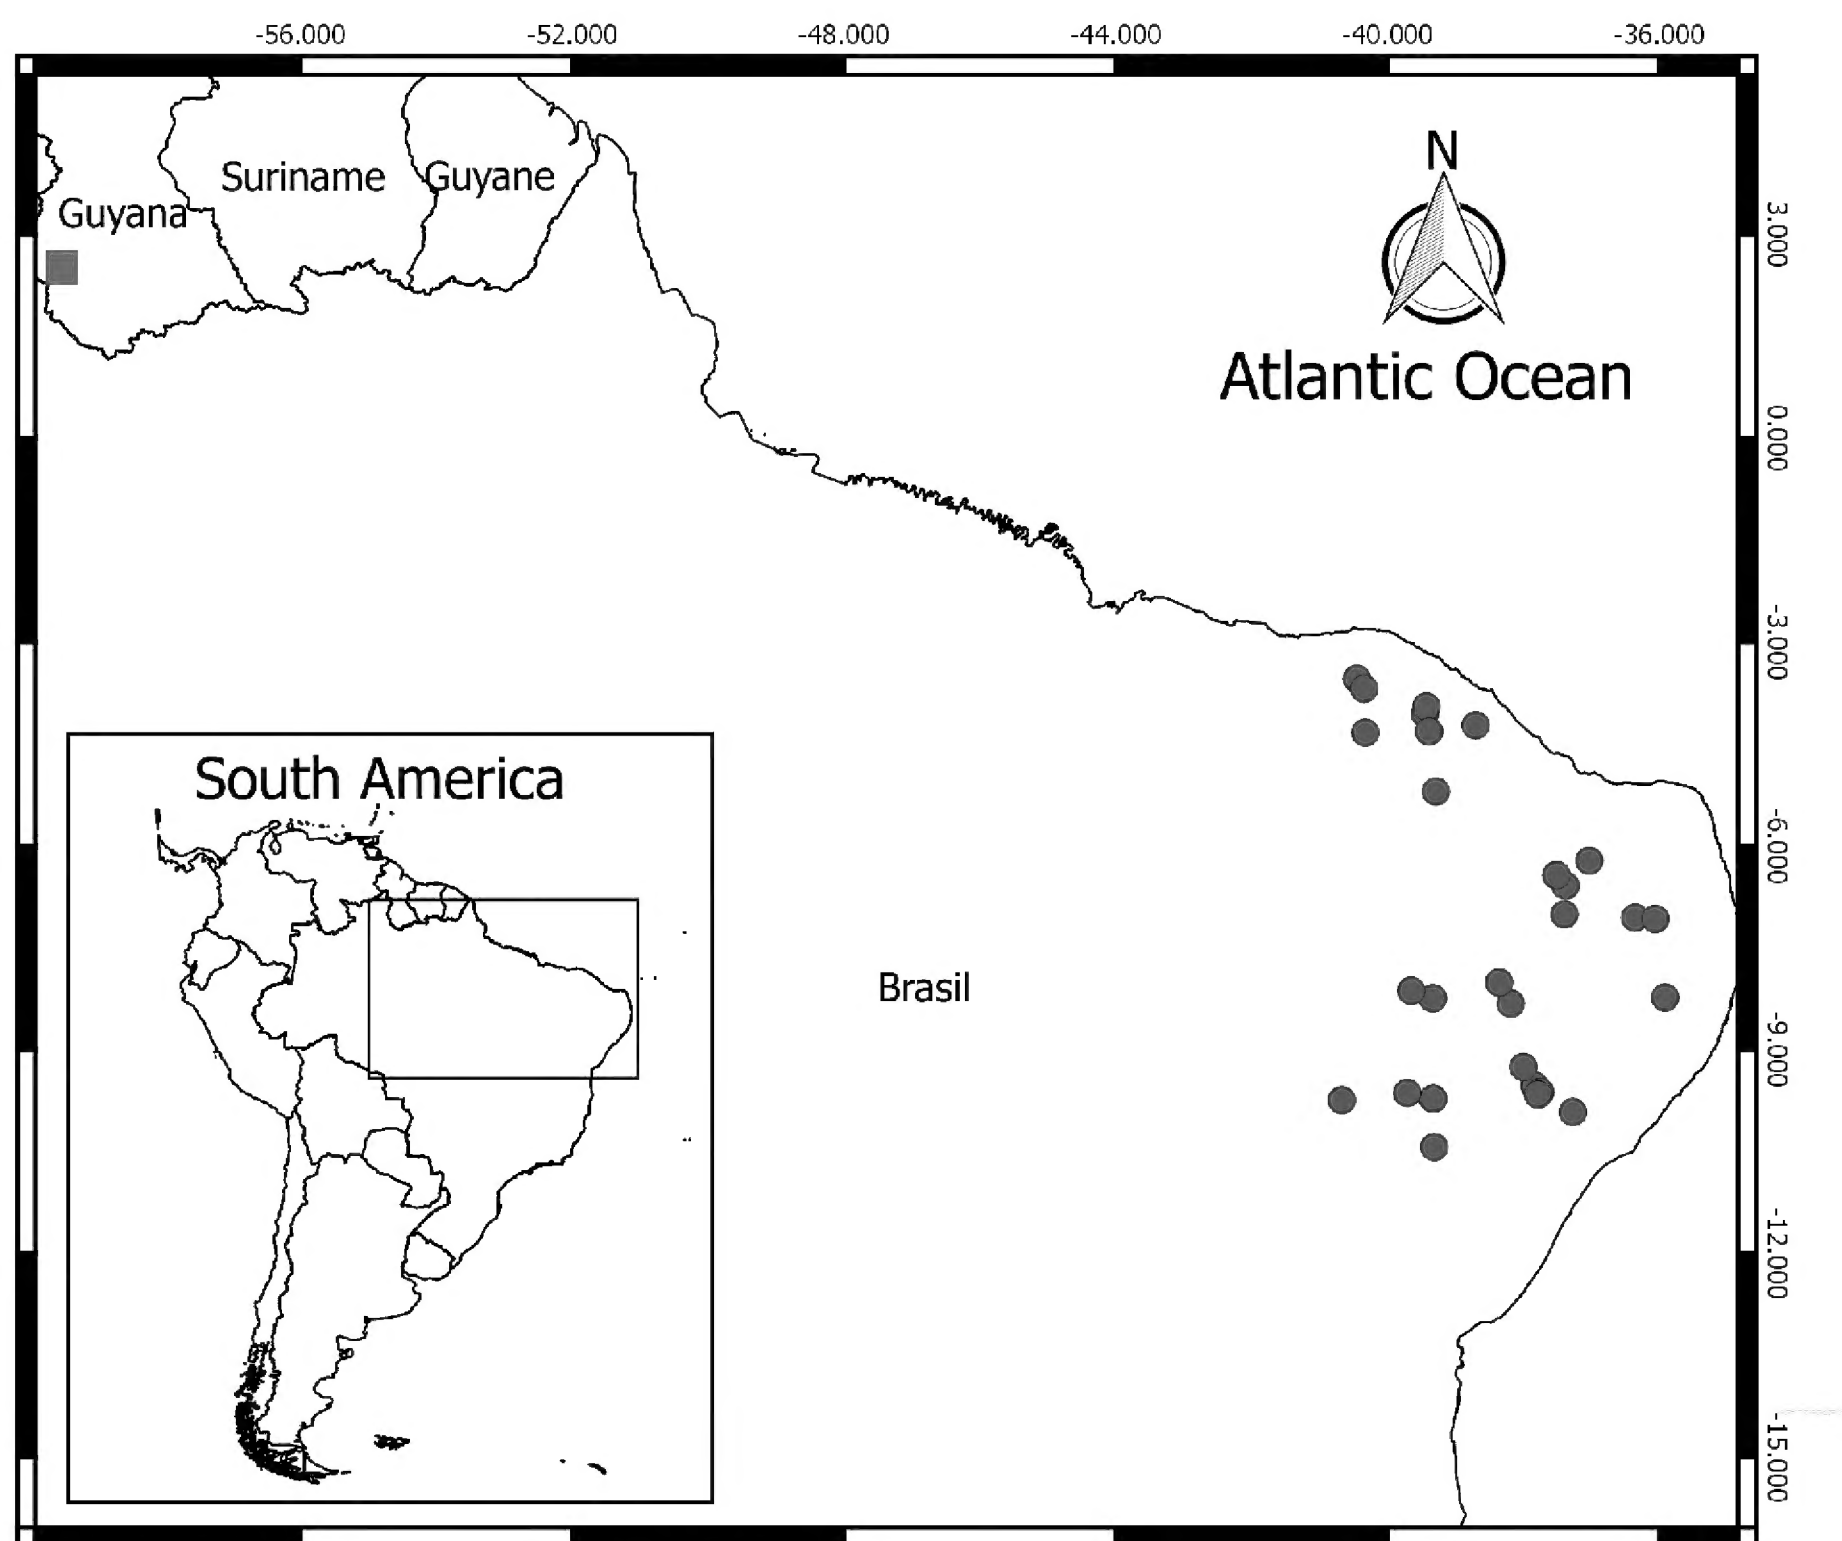 -56.000 -52.000 -48.000 -44.000 -40.000 -36.000
N
Suriname Guyane
Guyana
3.000
Atlantic Ocean
0.000
-3.000
South America
-6.000
Brasil
-9.000
-12.000
-15.000